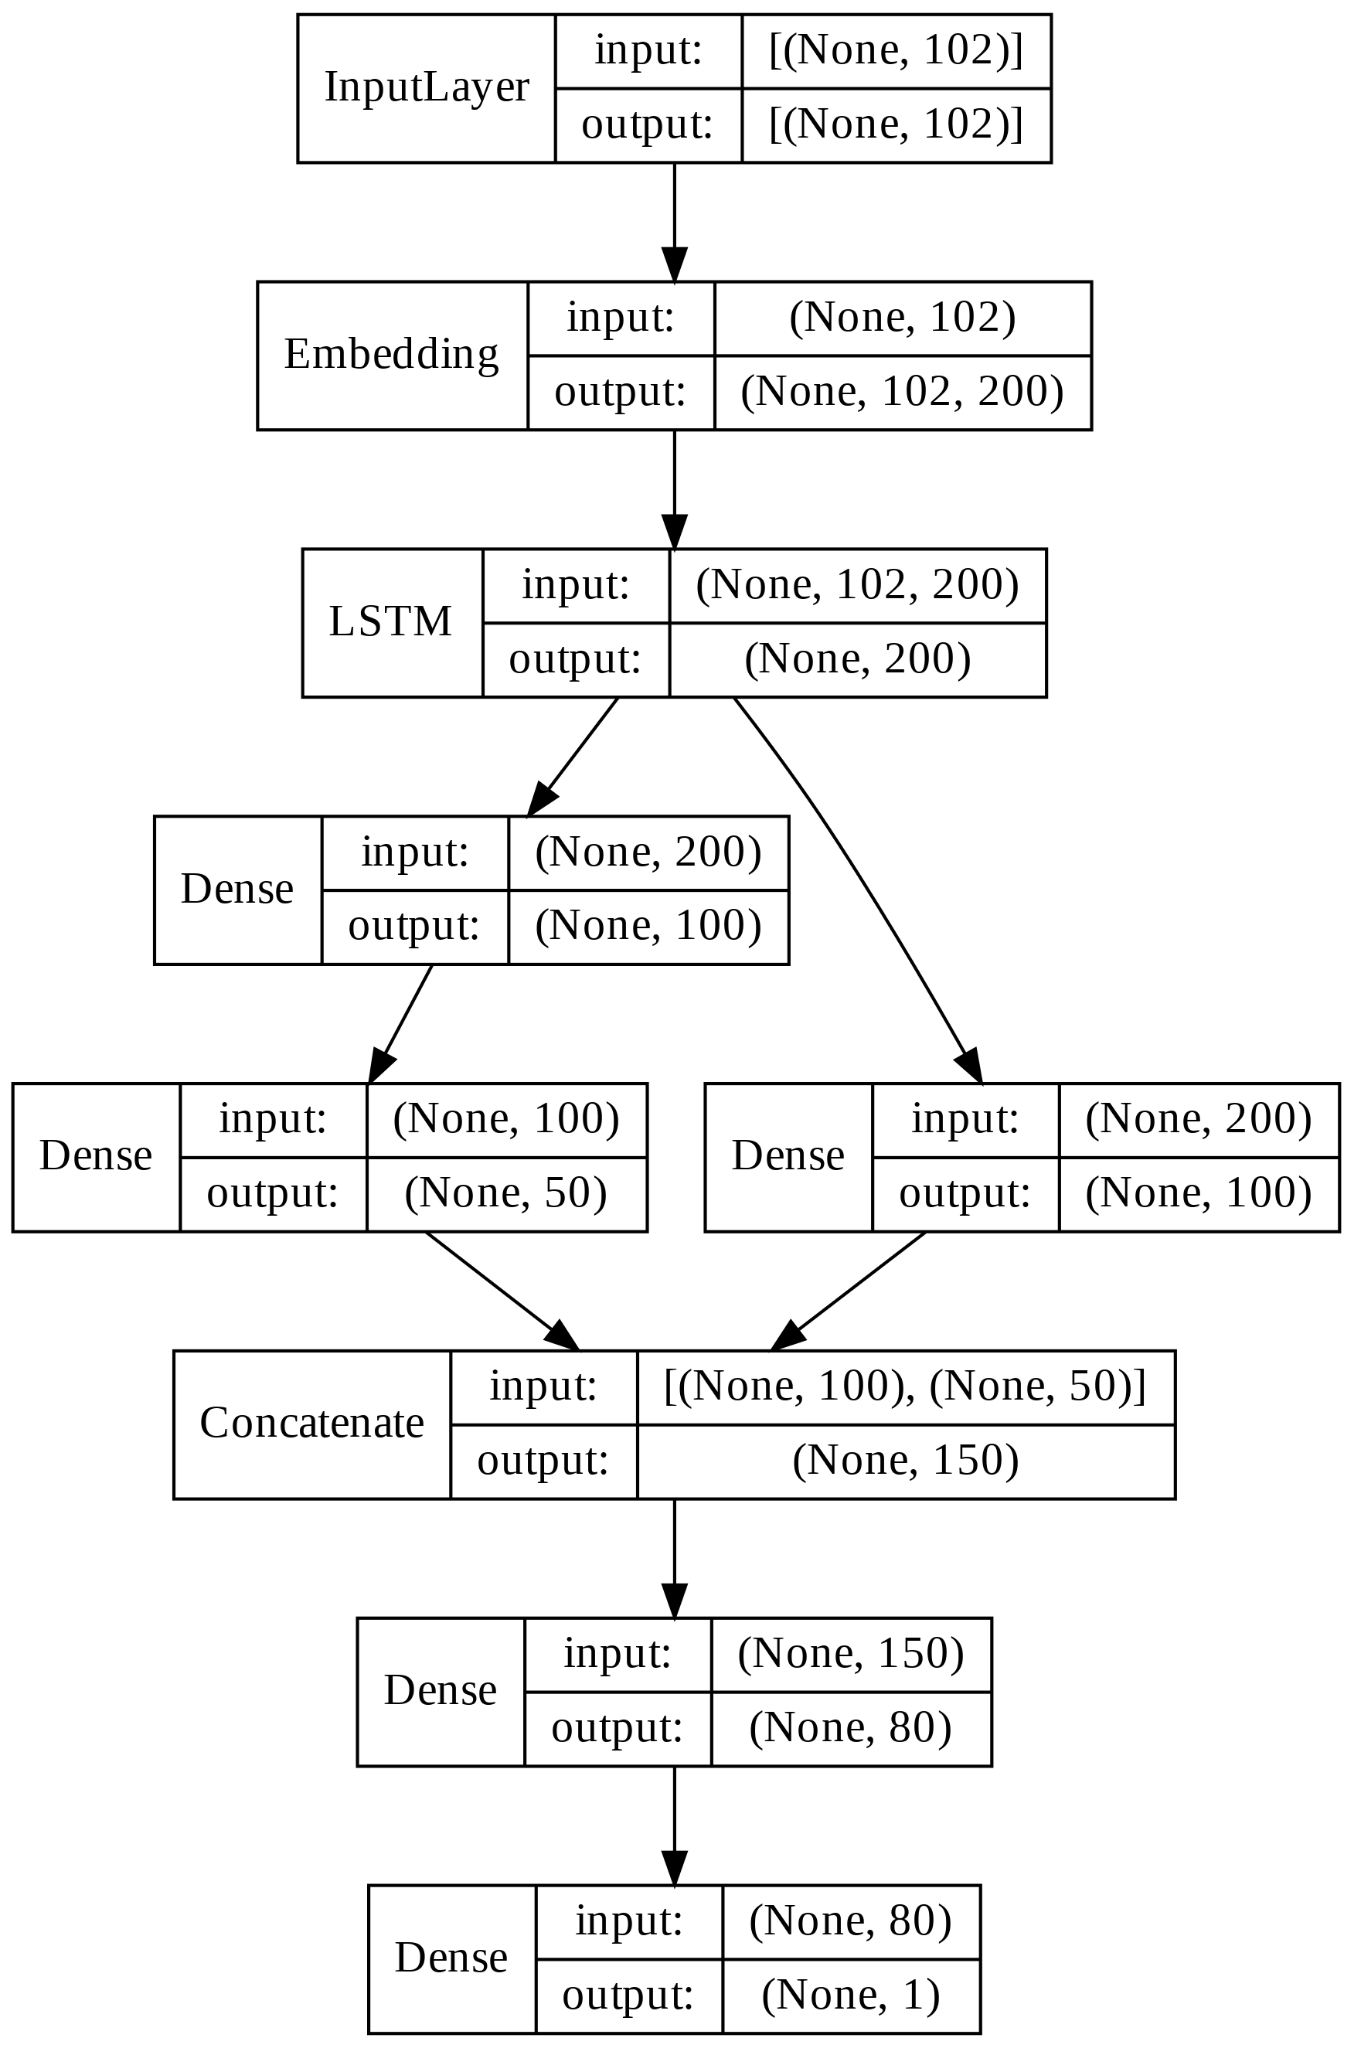 InputLayer
input: [(None, 102)]
output: [(None, 102)]
Embedding
input: (None, 102)
output: (None, 102, 200)
LSTM
input: (None, 102, 200)
output: (None, 200)
Dense
input: (None, 200)
output: (None, 100)
Dense
input: (None, 100)
output: (None, 50)
Dense
input: (None, 200)
output: (None, 100)
Concatenate
input: [(None, 100), (None, 50)]
output: (None, 150)
Dense
input: (None, 150)
output: (None, 80)
Dense
input: (None, 80)
output: (None, 1)